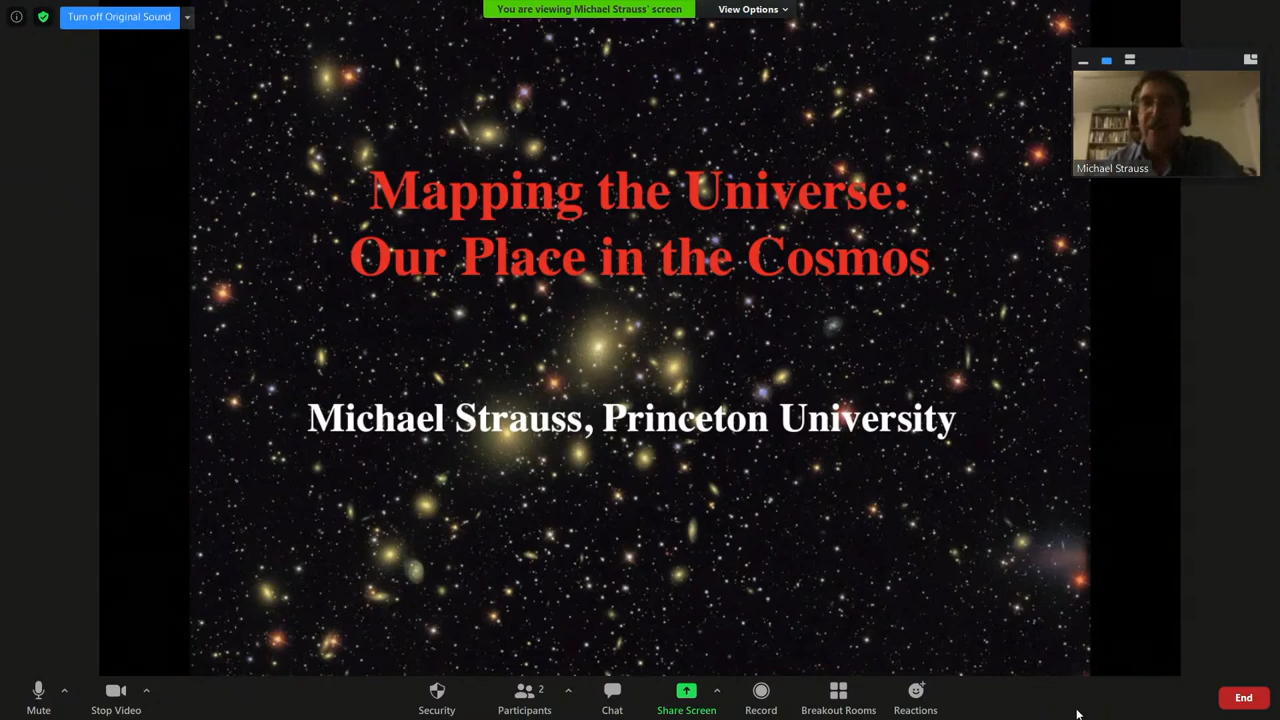 Turn off Original Sound
You are viewing Michael Strauss' screen
View Options
Michael Strauss
Mapping the Universe:
Our Place in the Cosmos
Michael Strauss, Princeton University
Mute
Stop Video
Security
Participants
2
Chat
Share Screen
Record
Breakout Rooms
Reactions
End